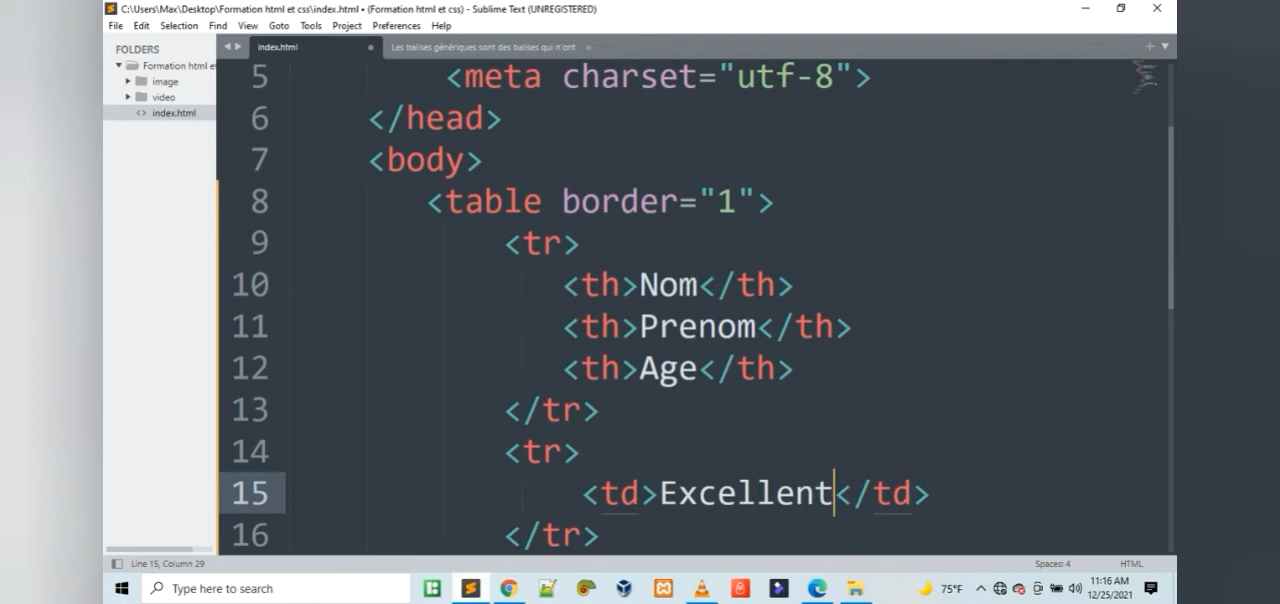 C:\Users\Max\Desktop\Formation html et css\index.html • (Formation html et css) - Sublime Text (UNREGISTERED)
File Edit Selection Find View Goto Tools Project Preferences Help
FOLDERS
Formation html e
image
video
index.html
index.html
Les balises génériques sont des balises qui n'ont
5 <meta charset="utf-8">
6 </head>
7 <body>
8 <table border="1">
9 <tr>
10 <th>Nom</th>
11 <th>Prenom</th>
12 <th>Age</th>
13 </tr>
14 <tr>
15 <td>Excellent</td>
16 </tr>
Line 15, Column 29
Spaces: 4
HTML
Type here to search
75°F
11:16 AM
12/25/2021